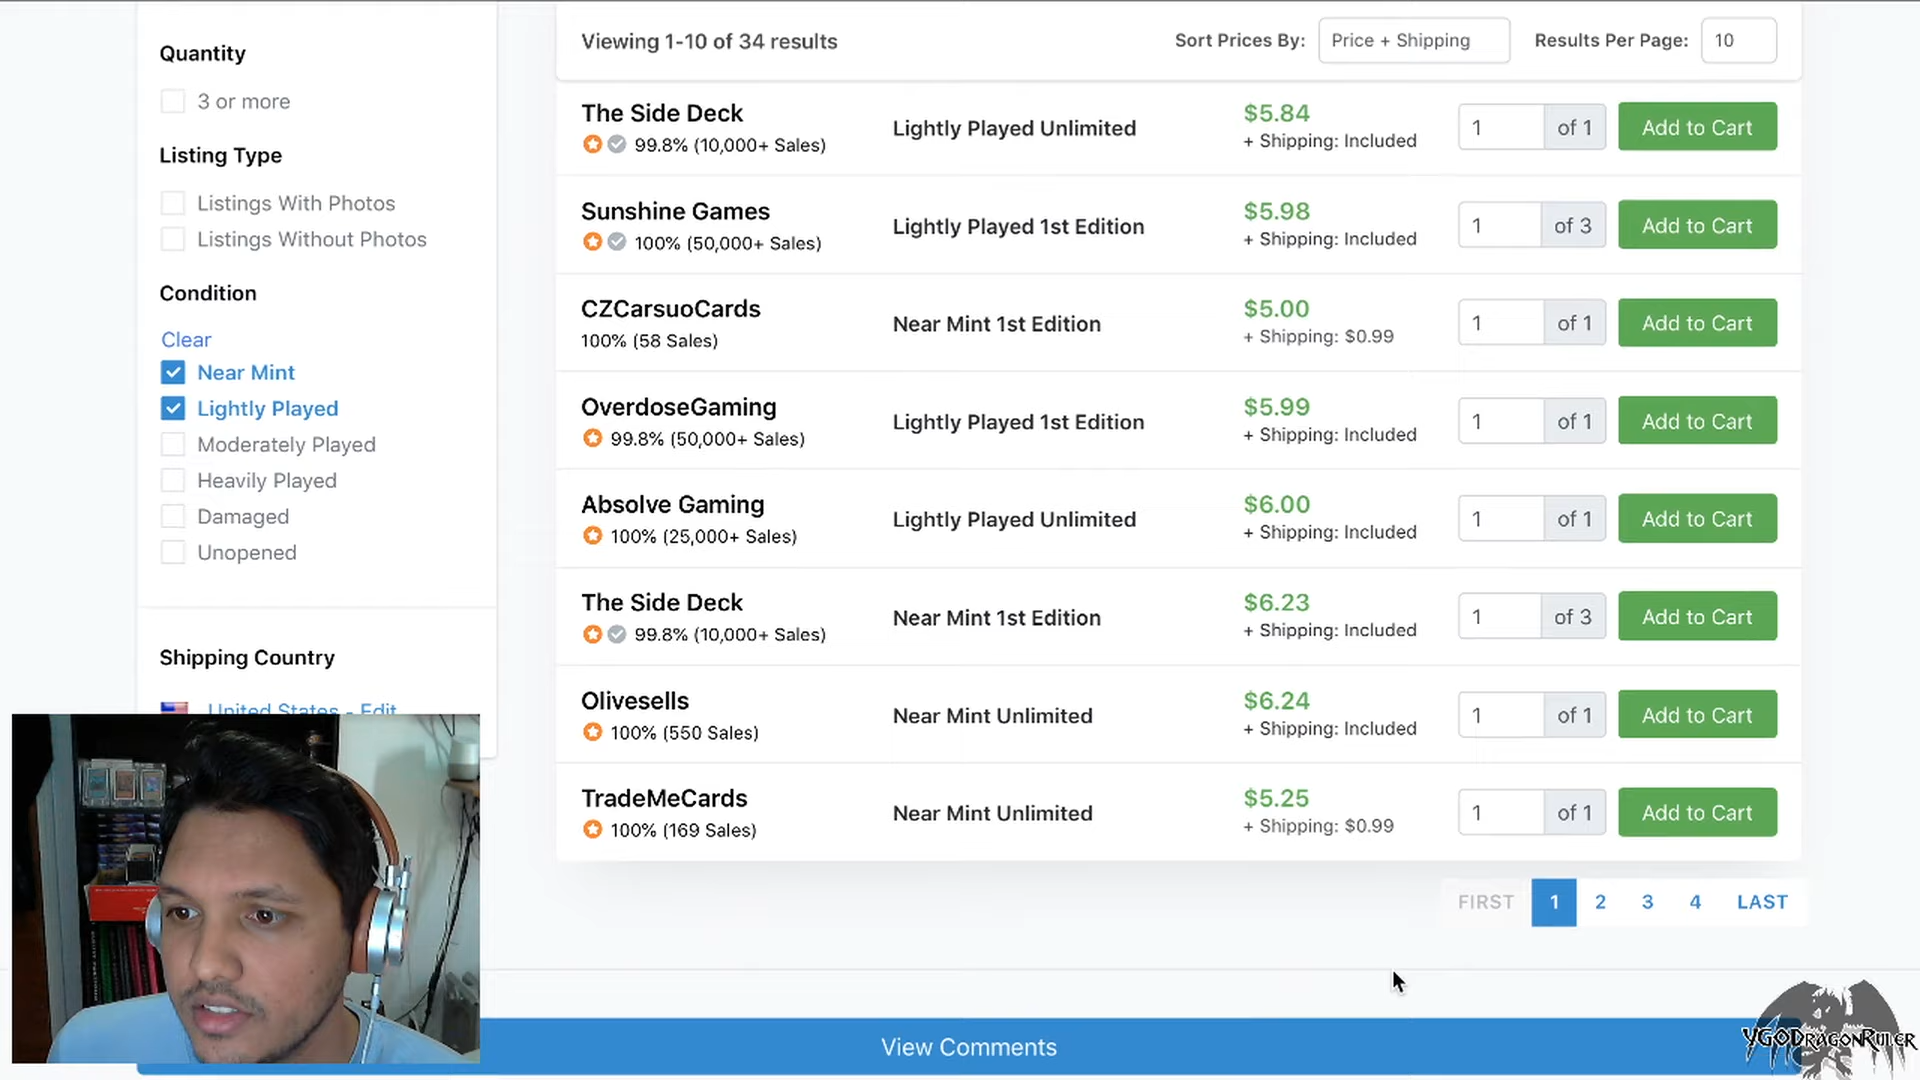 Quantity
3 or more
Listing Type
Listings With Photos
Listings Without Photos
Condition
Clear
Near Mint
Lightly Played
Moderately Played
Heavily Played
Damaged
Unopened
Shipping Country
United States - Edit
Viewing 1-10 of 34 results
Sort Prices By: Price + Shipping Results Per Page: 10
The Side Deck
99.8% (10,000+ Sales)
Lightly Played Unlimited
$5.84
+ Shipping: Included
1 of 1 Add to Cart
Sunshine Games
100% (50,000+ Sales)
Lightly Played 1st Edition
$5.98
+ Shipping: Included
1 of 3 Add to Cart
CZCarsuoCards
100% (58 Sales)
Near Mint 1st Edition
$5.00
+ Shipping: $0.99
1 of 1 Add to Cart
OverdoseGaming
99.8% (50,000+ Sales)
Lightly Played 1st Edition
$5.99
+ Shipping: Included
1 of 1 Add to Cart
Absolve Gaming
100% (25,000+ Sales)
Lightly Played Unlimited
$6.00
+ Shipping: Included
1 of 1 Add to Cart
The Side Deck
99.8% (10,000+ Sales)
Near Mint 1st Edition
$6.23
+ Shipping: Included
1 of 3 Add to Cart
Olivesells
100% (550 Sales)
Near Mint Unlimited
$6.24
+ Shipping: Included
1 of 1 Add to Cart
TradeMeCards
100% (169 Sales)
Near Mint Unlimited
$5.25
+ Shipping: $0.99
1 of 1 Add to Cart
FIRST 1 2 3 4 LAST
View Comments
YGODRAGONRULER